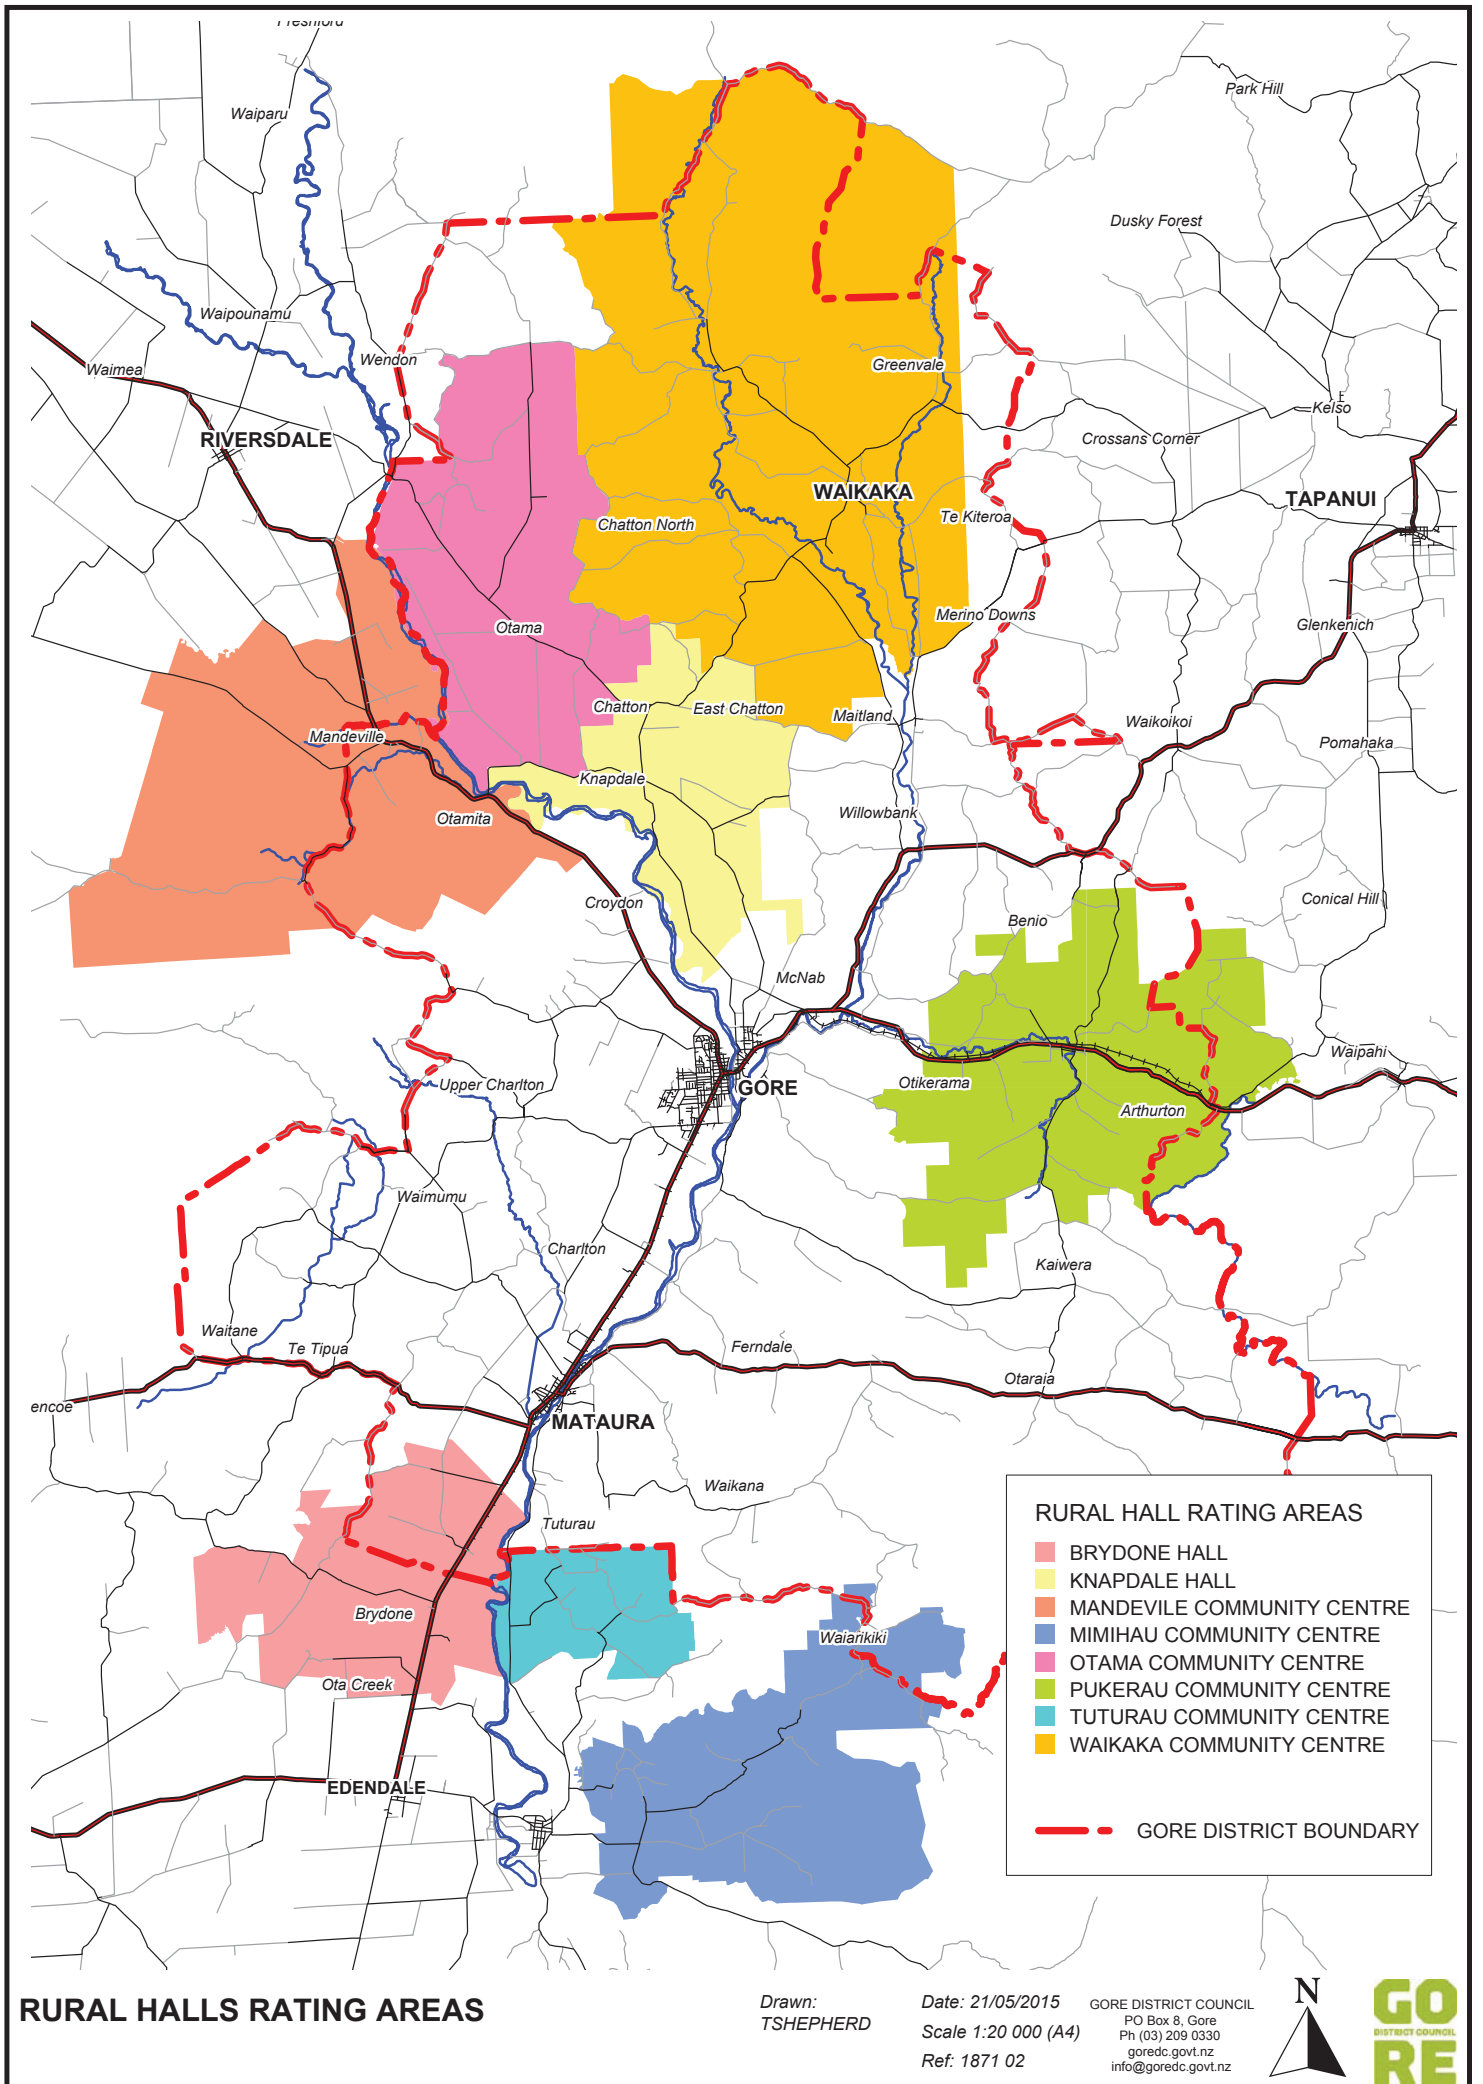 Freshford
Waiparu
Park Hill
Dusky Forest
Waipounamu
Wendon
Waimea
Greenvale
Kelso
RIVERSDALE
Crossans Corner
WAIKAKA
TAPANUI
Chatton North
Te Kiteroa
Merino Downs
Otama
Glenkenich
Chatton
East Chatton
Maitland
Waikoikoi
Mandeville
Pomahaka
Knapdale
Otamita
Willowbank
Croydon
Conical Hill
Benio
McNab
Waipahi
Upper Charlton
GORE
Otikerama
Arthurton
Waimumu
Charlton
Kaiwera
Waitane
Te Tipua
Ferndale
Otaraia
encoe
MATAURA
Waikana
Tuturau
Brydone
Waiarikiki
Ota Creek
EDENDALE
RURAL HALL RATING AREAS
BRYDONE HALL
KNAPDALE HALL
MANDEVILE COMMUNITY CENTRE
MIMIHAU COMMUNITY CENTRE
OTAMA COMMUNITY CENTRE
PUKERAU COMMUNITY CENTRE
TUTURAU COMMUNITY CENTRE
WAIKAKA COMMUNITY CENTRE
GORE DISTRICT BOUNDARY
RURAL HALLS RATING AREAS
Drawn:
TSHEPHERD
Date: 21/05/2015
Scale 1:20 000 (A4)
Ref: 1871 02
GORE DISTRICT COUNCIL
PO Box 8, Gore
Ph (03) 209 0330
goredc.govt.nz
info@goredc.govt.nz
N
GO
DISTRICT COUNCIL
RE